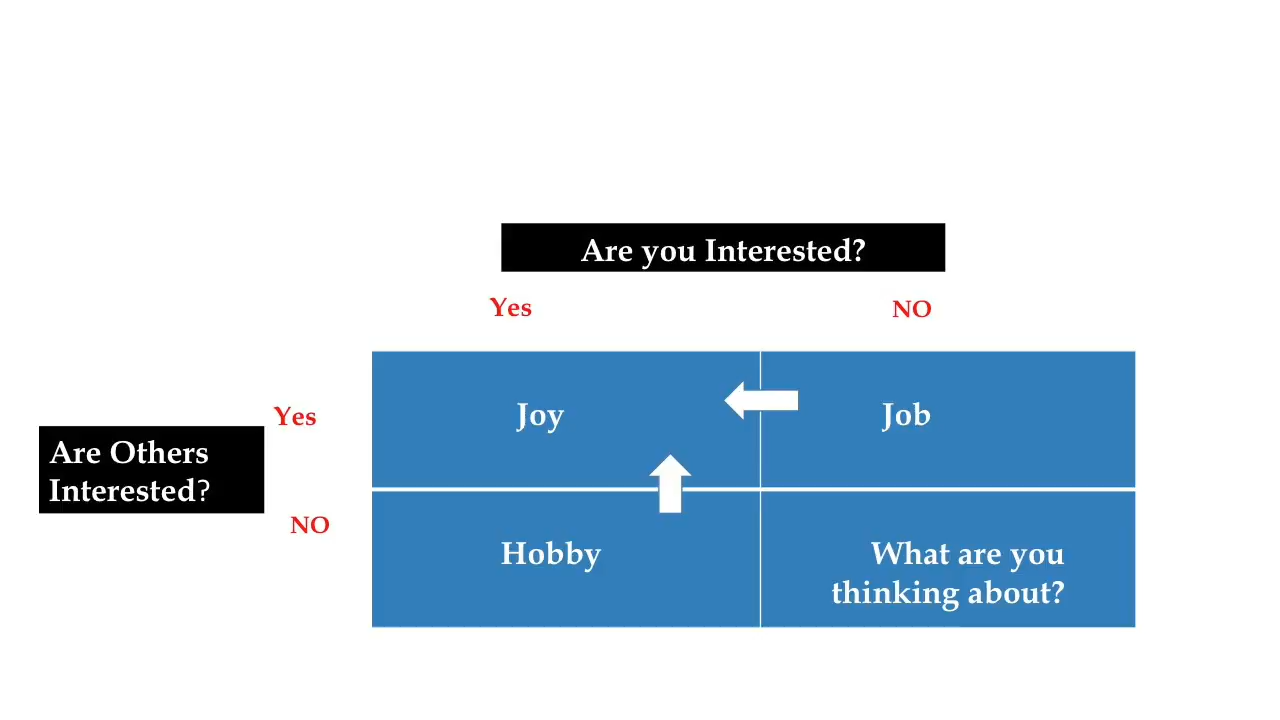 Are you Interested?
Yes
NO
Yes
Joy
Job
Are Others
Interested?
NO
Hobby
What are you
thinking about?